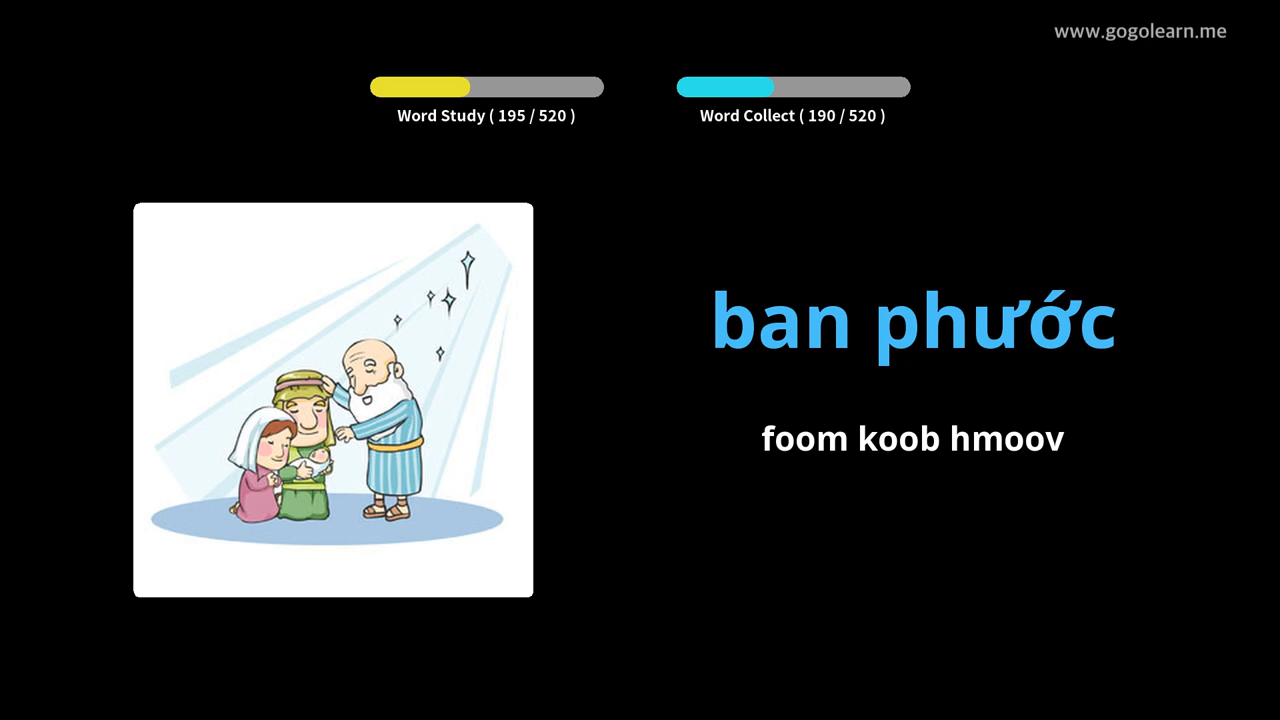 www.gogolearn.me
Word Study ( 195 / 520 )
Word Collect ( 190 / 520 )
ban phước
foom koob hmoov